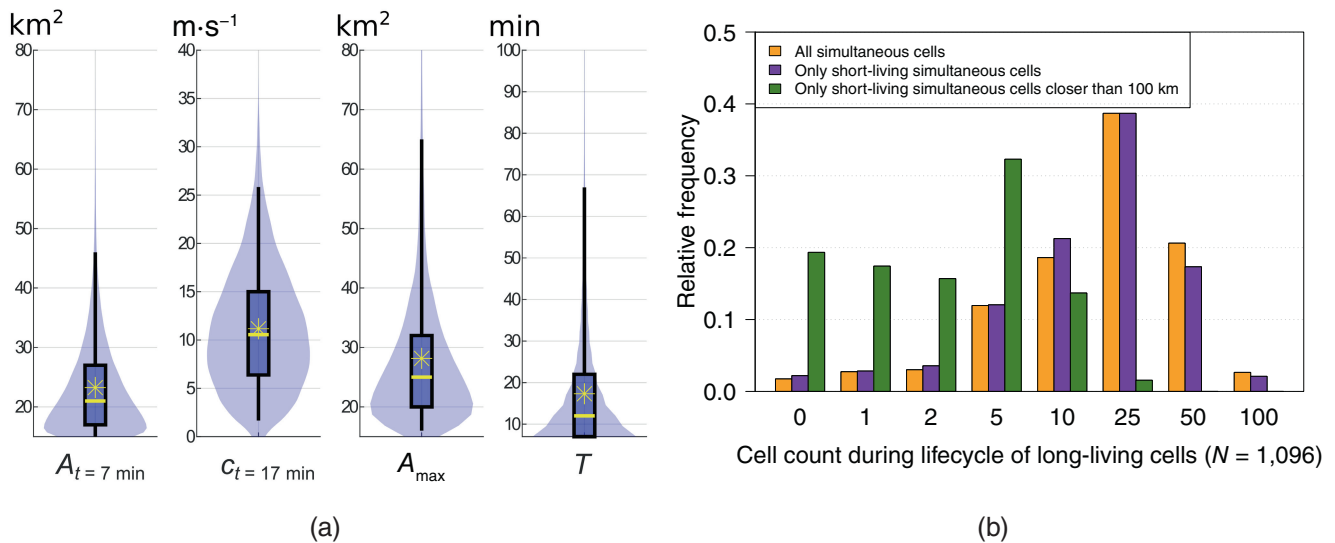 km²
80
70
60
50
40
30
20
A_{t = 7 min}
m·s⁻¹
40
35
30
25
20
15
10
5
0
c_{t = 17 min}
km²
80
70
60
50
40
30
20
A_{max}
min
100
90
80
70
60
50
40
30
20
10
T
(a)
All simultaneous cells
Only short-living simultaneous cells
Only short-living simultaneous cells closer than 100 km
Relative frequency
0.5
0.4
0.3
0.2
0.1
0.0
0 1 2 5 10 25 50 100
Cell count during lifecycle of long-living cells (N = 1,096)
(b)